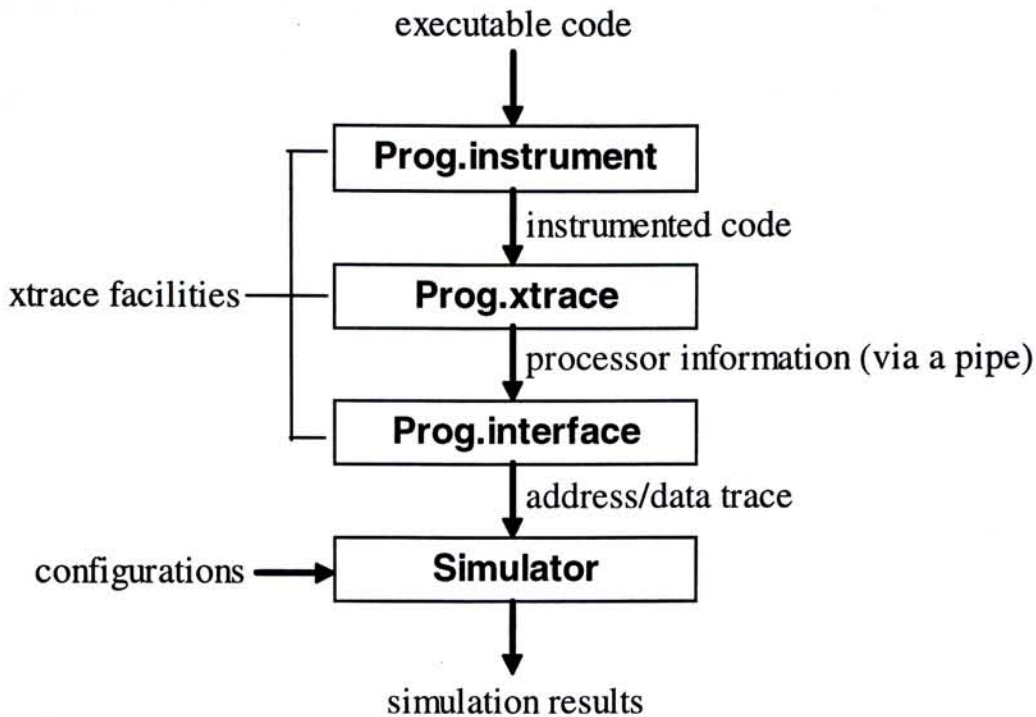 executable code
Prog.instrument
instrumented code
xtrace facilities
Prog.xtrace
processor information (via a pipe)
Prog.interface
address/data trace
configurations
Simulator
simulation results